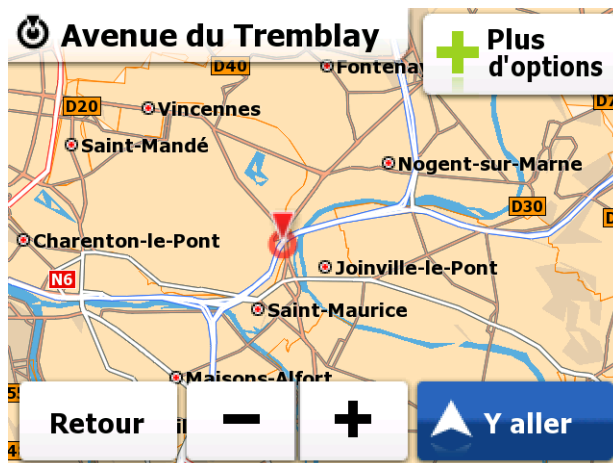 Avenue du Tremblay
Plus
d'options
D40
Fontenay
D20
Vincennes
Saint-Mandé
Nogent-sur-Marne
D30
Charenton-le-Pont
N6
Joinville-le-Pont
Saint-Maurice
Maisons-Alfort
Retour
Y aller